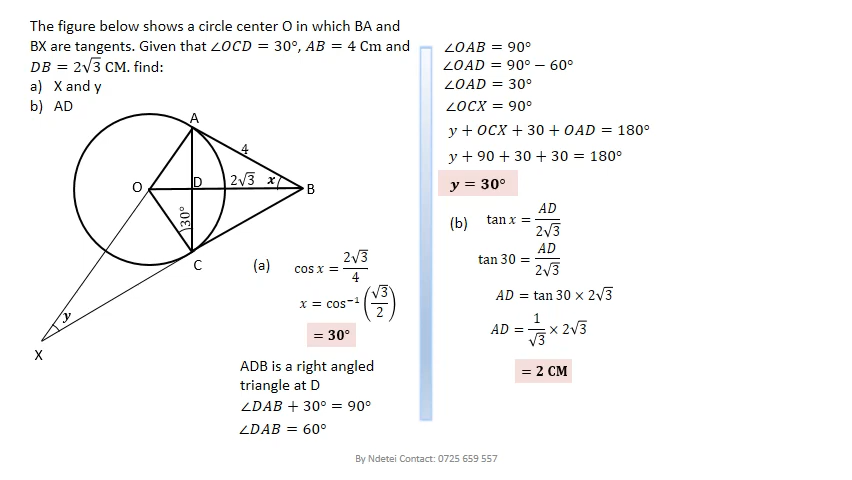 The figure below shows a circle center O in which BA and
BX are tangents. Given that ∠OCD = 30°, AB = 4 Cm and
DB = 2√3 CM. find:
a) X and y
b) AD
A
4
O
D
2√3
x
B
30°
C
y
X
(a) cos x = 2√3/4
x = cos⁻¹(√3/2)
= 30°
ADB is a right angled
triangle at D
∠DAB + 30° = 90°
∠DAB = 60°
∠OAB = 90°
∠OAD = 90° − 60°
∠OAD = 30°
∠OCX = 90°
y + OCX + 30 + OAD = 180°
y + 90 + 30 + 30 = 180°
y = 30°
(b) tan x = AD/2√3
tan 30 = AD/2√3
AD = tan 30 × 2√3
AD = 1/√3 × 2√3
= 2 CM
By Ndetei Contact: 0725 659 557